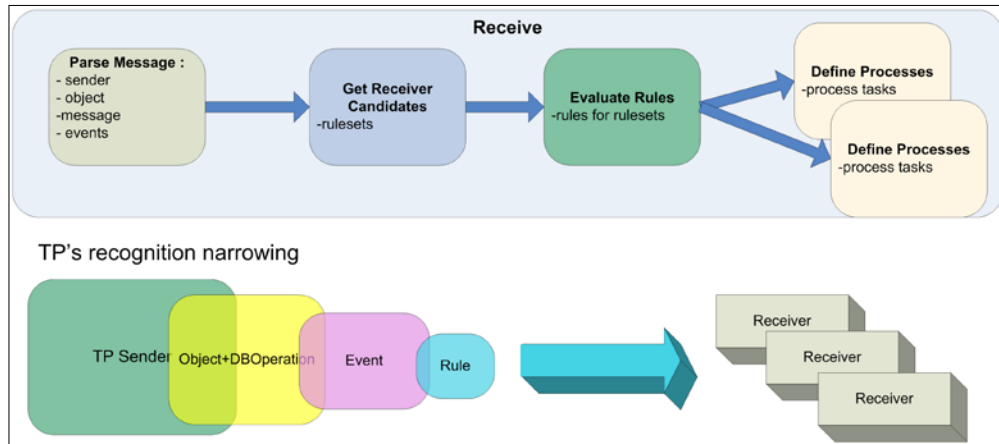 Receive
Parse Message :
- sender
- object
-message
- events
Get Receiver
Candidates
-rulesets
Evaluate Rules
-rules for rulesets
Define Processes
-process tasks
Define Processes
-process tasks
TP's recognition narrowing
TP Sender
Object+DBOperation
Event
Rule
Receiver
Receiver
Receiver